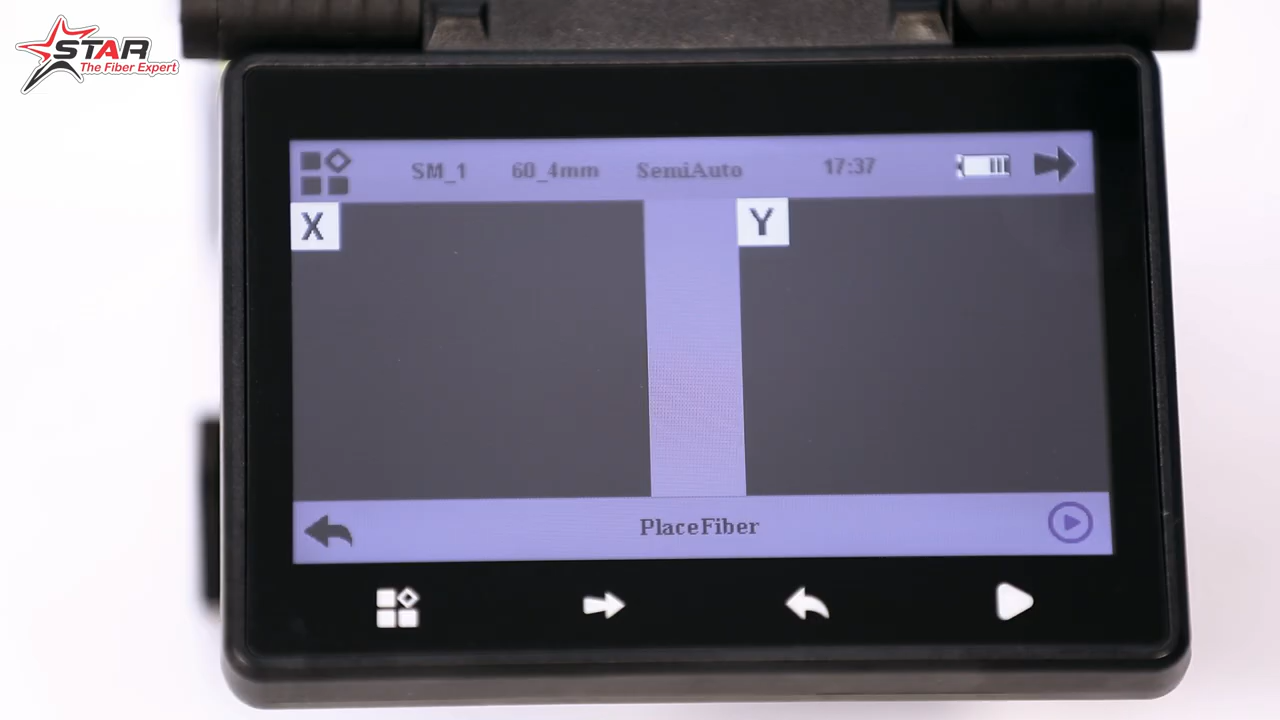 STAR
The Fiber Expert
SM_1 60_4mm SemiAuto 17:37
X Y
PlaceFiber